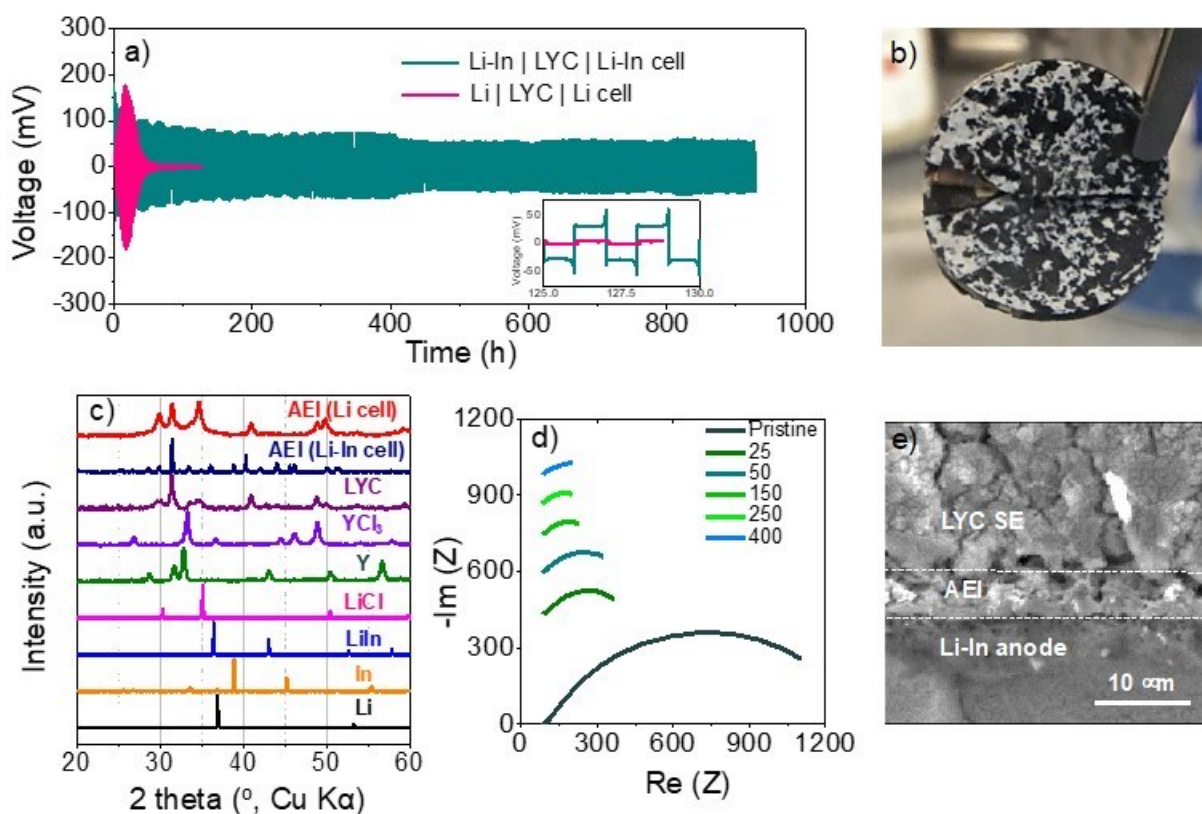 a)
300
200
100
0
-100
-200
-300
Voltage (mV)
Li-In | LYC | Li-In cell
Li | LYC | Li cell
50
0
-50
Voltage (mV)
125.0 127.5 130.0
0 200 400 600 800 1000
Time (h)
b)
c)
AEI (Li cell)
AEI (Li-In cell)
LYC
YCl₃
Y
LiCl
LiIn
In
Li
Intensity (a.u.)
20 30 40 50 60
2 theta (°, Cu Kα)
d)
-1200
900
600
300
0
-Im (Z)
Pristine
25
50
150
250
400
0 300 600 900 1200
Re (Z)
e)
LYC SE
AEI
Li-In anode
10 ∝m